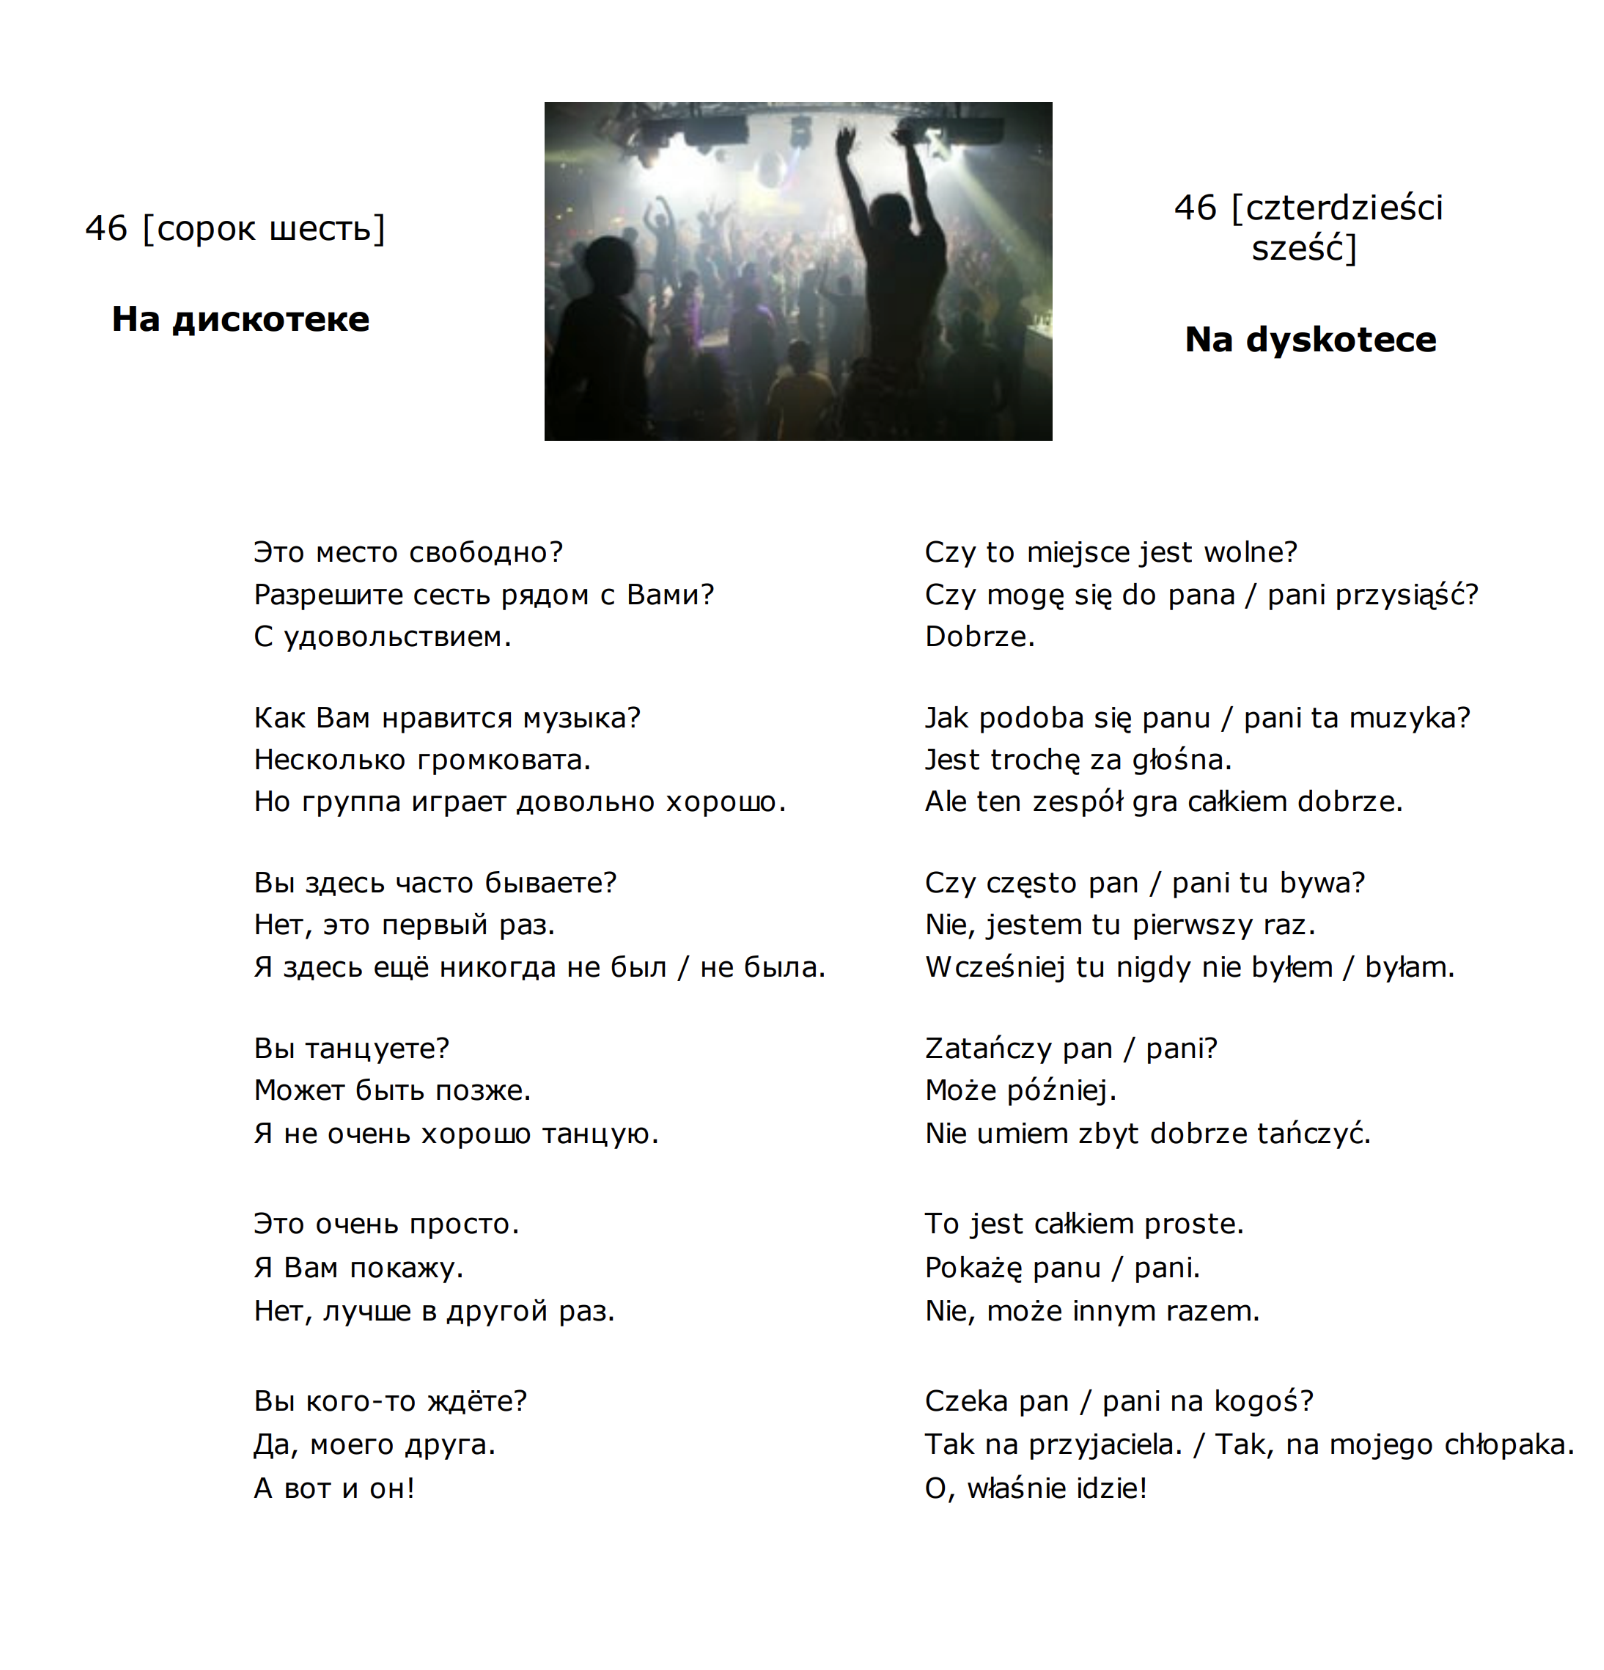 46 [сорок шесть]
На дискотеке
46 [czterdzieści
sześć]
Na dyskotece
Это место свободно?
Czy to miejsce jest wolne?
Разрешите сесть рядом с Вами?
Czy mogę się do pana / pani przysiąść?
С удовольствием.
Dobrze.
Как Вам нравится музыка?
Jak podoba się panu / pani ta muzyka?
Несколько громковата.
Jest trochę za głośna.
Но группа играет довольно хорошо.
Ale ten zespół gra całkiem dobrze.
Вы здесь часто бываете?
Czy często pan / pani tu bywa?
Нет, это первый раз.
Nie, jestem tu pierwszy raz.
Я здесь ещё никогда не был / не была.
Wcześniej tu nigdy nie byłem / byłam.
Вы танцуете?
Zatańczy pan / pani?
Может быть позже.
Może później.
Я не очень хорошо танцую.
Nie umiem zbyt dobrze tańczyć.
Это очень просто.
To jest całkiem proste.
Я Вам покажу.
Pokażę panu / pani.
Нет, лучше в другой раз.
Nie, może innym razem.
Вы кого-то ждёте?
Czeka pan / pani na kogoś?
Да, моего друга.
Tak na przyjaciela. / Tak, na mojego chłopaka.
А вот и он!
O, właśnie idzie!